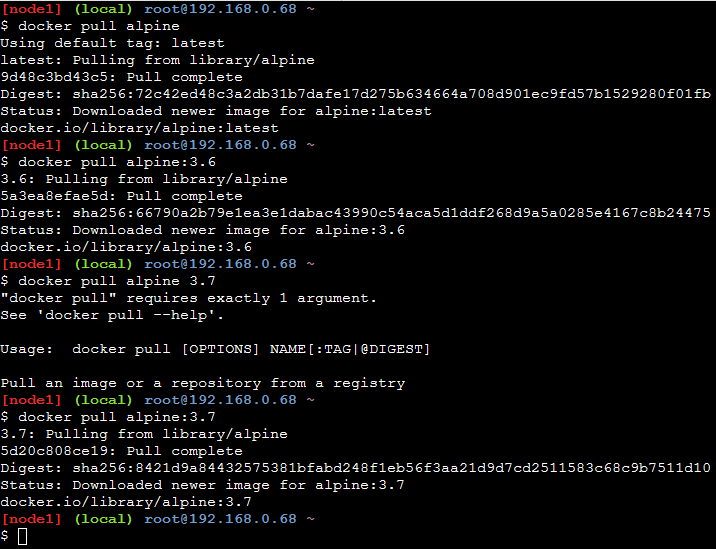 [node1] (local) root@192.168.0.68 ~
$ docker pull alpine
Using default tag: latest
latest: Pulling from library/alpine
9d48c3bd43c5: Pull complete
Digest: sha256:72c42ed48c3a2db31b7dafe17d275b634664a708d901ec9fd57b1529280f01fb
Status: Downloaded newer image for alpine:latest
docker.io/library/alpine:latest
[node1] (local) root@192.168.0.68 ~
$ docker pull alpine:3.6
3.6: Pulling from library/alpine
5a3ea8efae5d: Pull complete
Digest: sha256:66790a2b79e1ea3e1dabac43990c54aca5d1ddf268d9a5a0285e4167c8b24475
Status: Downloaded newer image for alpine:3.6
docker.io/library/alpine:3.6
[node1] (local) root@192.168.0.68 ~
$ docker pull alpine 3.7
"docker pull" requires exactly 1 argument.
See 'docker pull --help'.
Usage:  docker pull [OPTIONS] NAME[:TAG|@DIGEST]
Pull an image or a repository from a registry
[node1] (local) root@192.168.0.68 ~
$ docker pull alpine:3.7
3.7: Pulling from library/alpine
5d20c808ce19: Pull complete
Digest: sha256:8421d9a84432575381bfabd248f1eb56f3aa21d9d7cd2511583c68c9b7511d10
Status: Downloaded newer image for alpine:3.7
docker.io/library/alpine:3.7
[node1] (local) root@192.168.0.68 ~
$